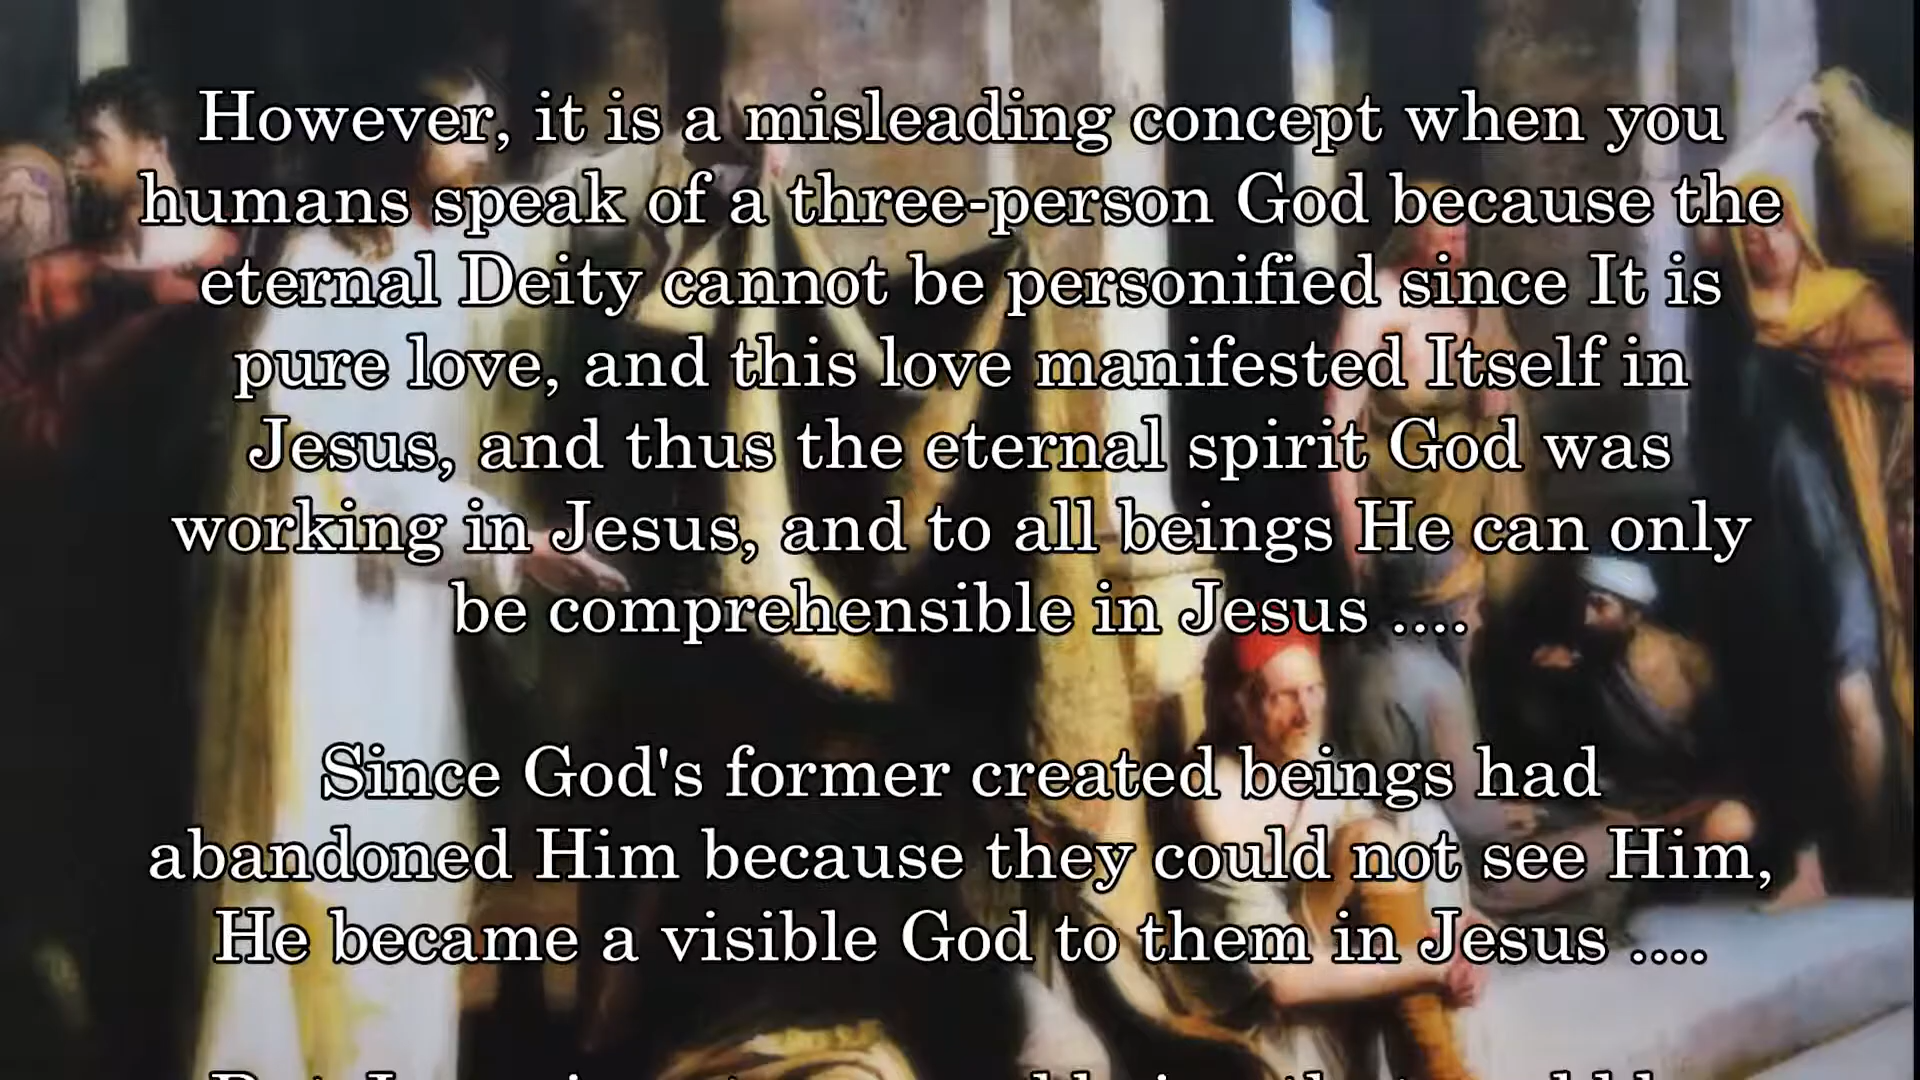 However, it is a misleading concept when you
humans speak of a three-person God because the
eternal Deity cannot be personified since It is
pure love, and this love manifested Itself in
Jesus, and thus the eternal spirit God was
working in Jesus, and to all beings He can only
be comprehensible in Jesus ....
Since God's former created beings had
abandoned Him because they could not see Him,
He became a visible God to them in Jesus ....